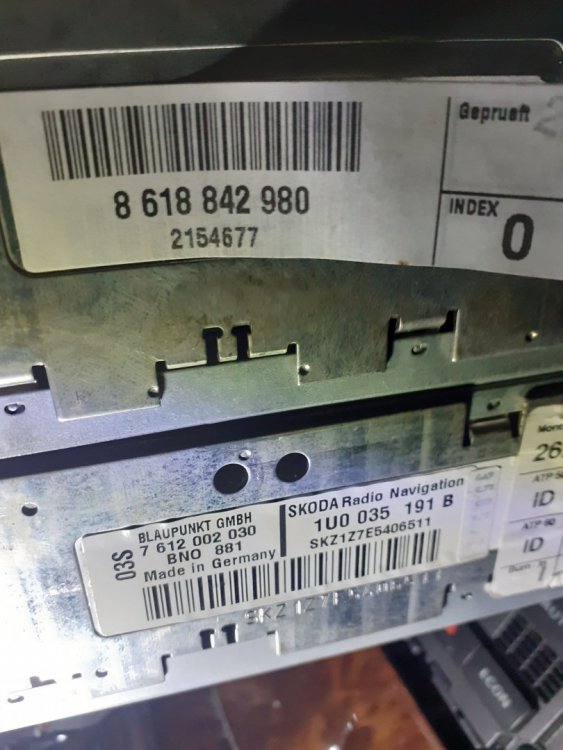 Geprueft
8 618 842 980
2154677
INDEX
0
03S
BLAUPUNKT GMBH
7 612 002 030
BNO 881
Made in Germany
SKODA Radio Navigation
1U0 035 191 B
SKZ1Z7E5406511
ID
ID
ECON